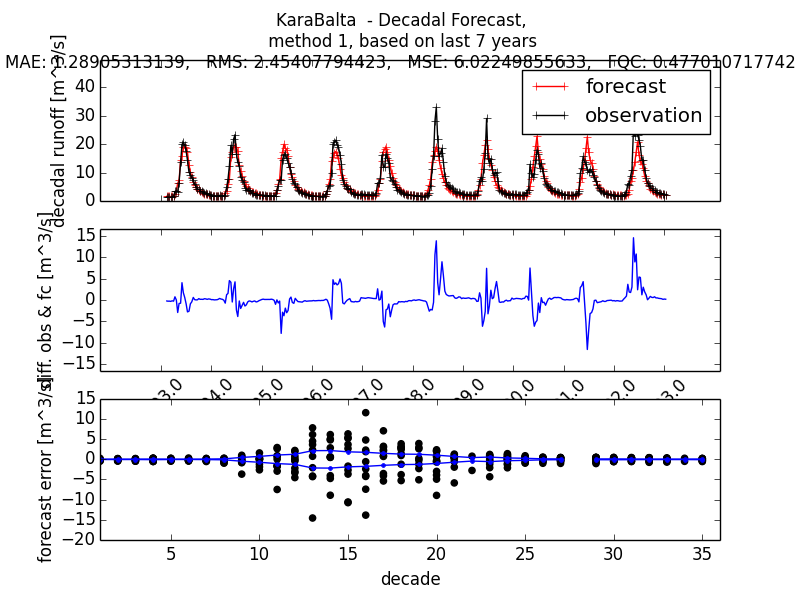 KaraBalta - Decadal Forecast,
method 1, based on last 7 years
RMS: 2.45407794423, MSE: 6.02249855633, FQC: 0.477010717742
decadal runoff [m^3/s]
40
30
20
10
0
forecast
observation
diff. obs & fc [m^3/s]
15
10
5
0
−5
−10
−15
forecast error [m^3/s]
15
10
5
0
−5
−10
−15
−20
5 10 15 20 25 30 35
decade